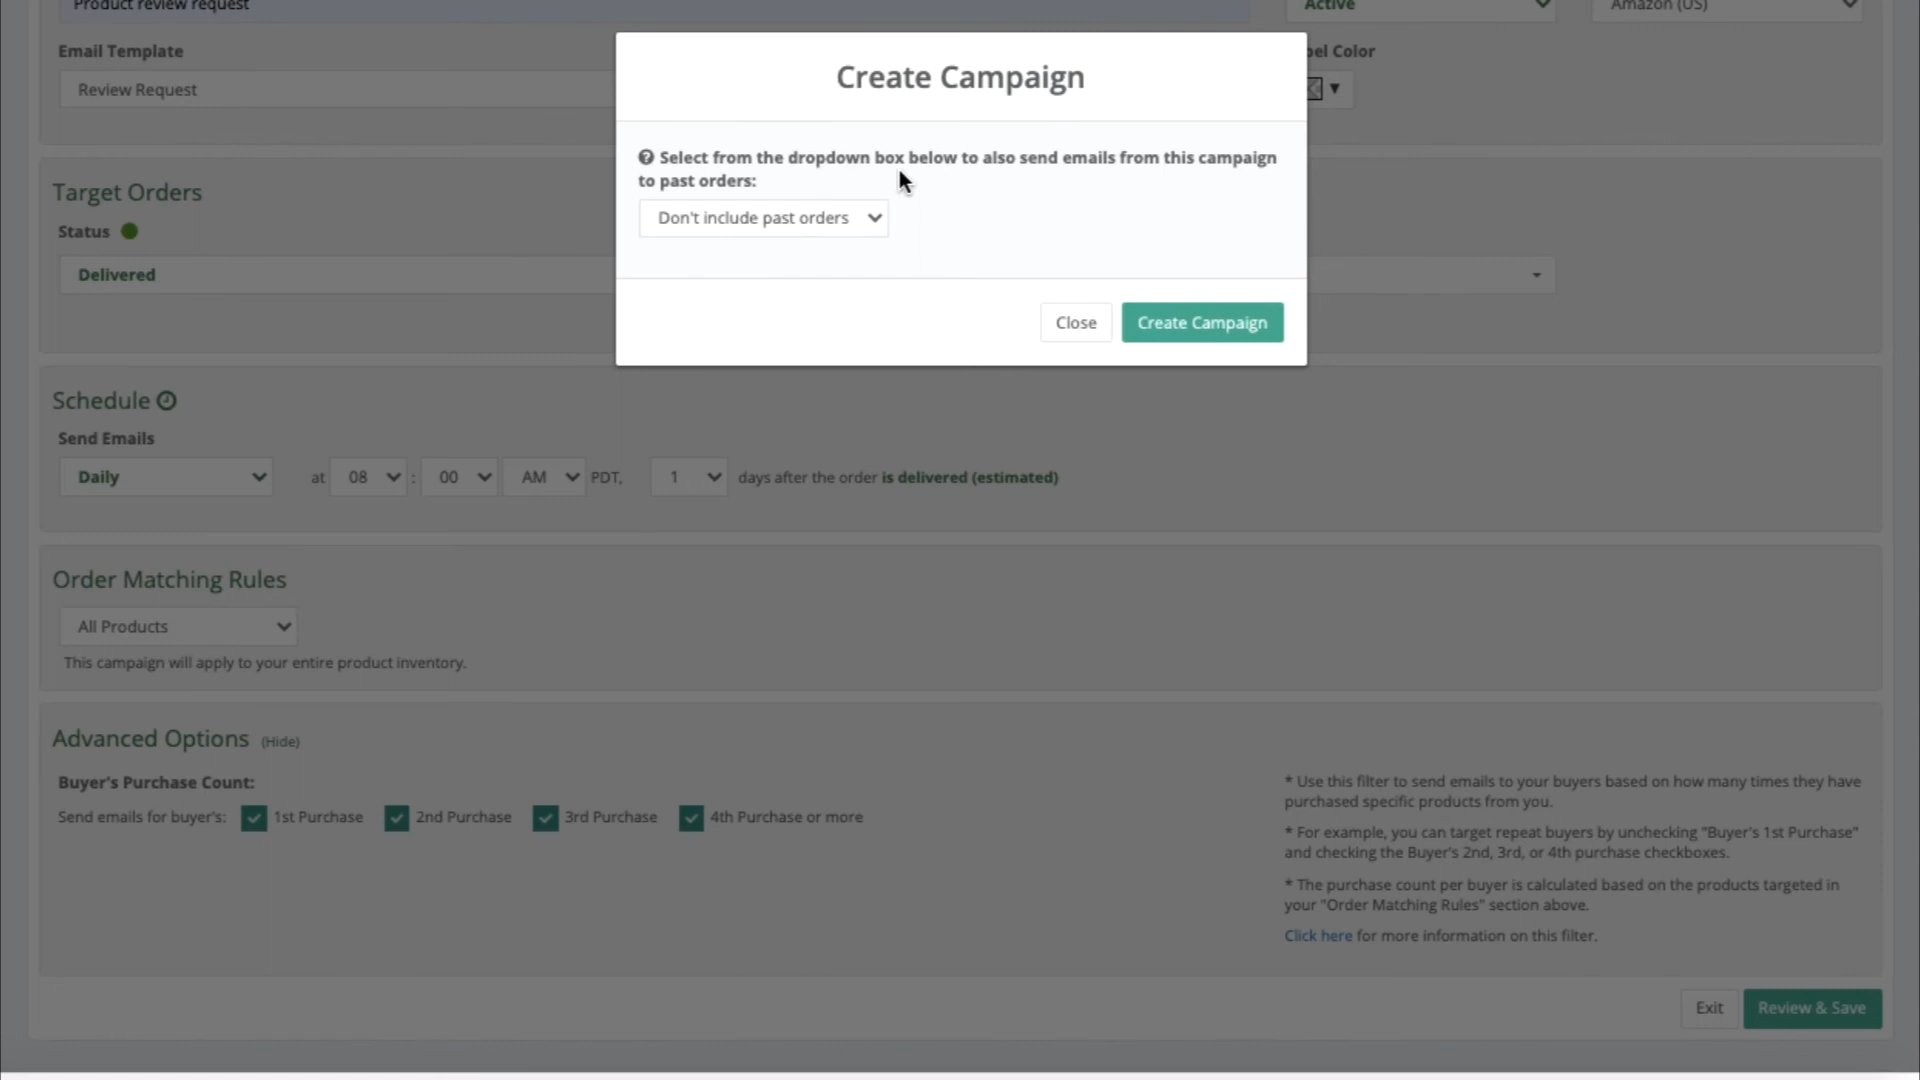 Product review request
Active
Amazon (US)
Email Template
bel Color
Review Request
Create Campaign
Select from the dropdown box below to also send emails from this campaign
to past orders:
Don't include past orders
Close
Create Campaign
Target Orders
Status
Delivered
Schedule
Send Emails
Daily at 08 : 00 AM PDT, 1 days after the order is delivered (estimated)
Order Matching Rules
All Products
This campaign will apply to your entire product inventory.
Advanced Options (Hide)
Buyer's Purchase Count:
Send emails for buyer's: 1st Purchase 2nd Purchase 3rd Purchase 4th Purchase or more
* Use this filter to send emails to your buyers based on how many times they have
purchased specific products from you.
* For example, you can target repeat buyers by unchecking "Buyer's 1st Purchase"
and checking the Buyer's 2nd, 3rd, or 4th purchase checkboxes.
* The purchase count per buyer is calculated based on the products targeted in
your "Order Matching Rules" section above.
Click here for more information on this filter.
Exit
Review & Save